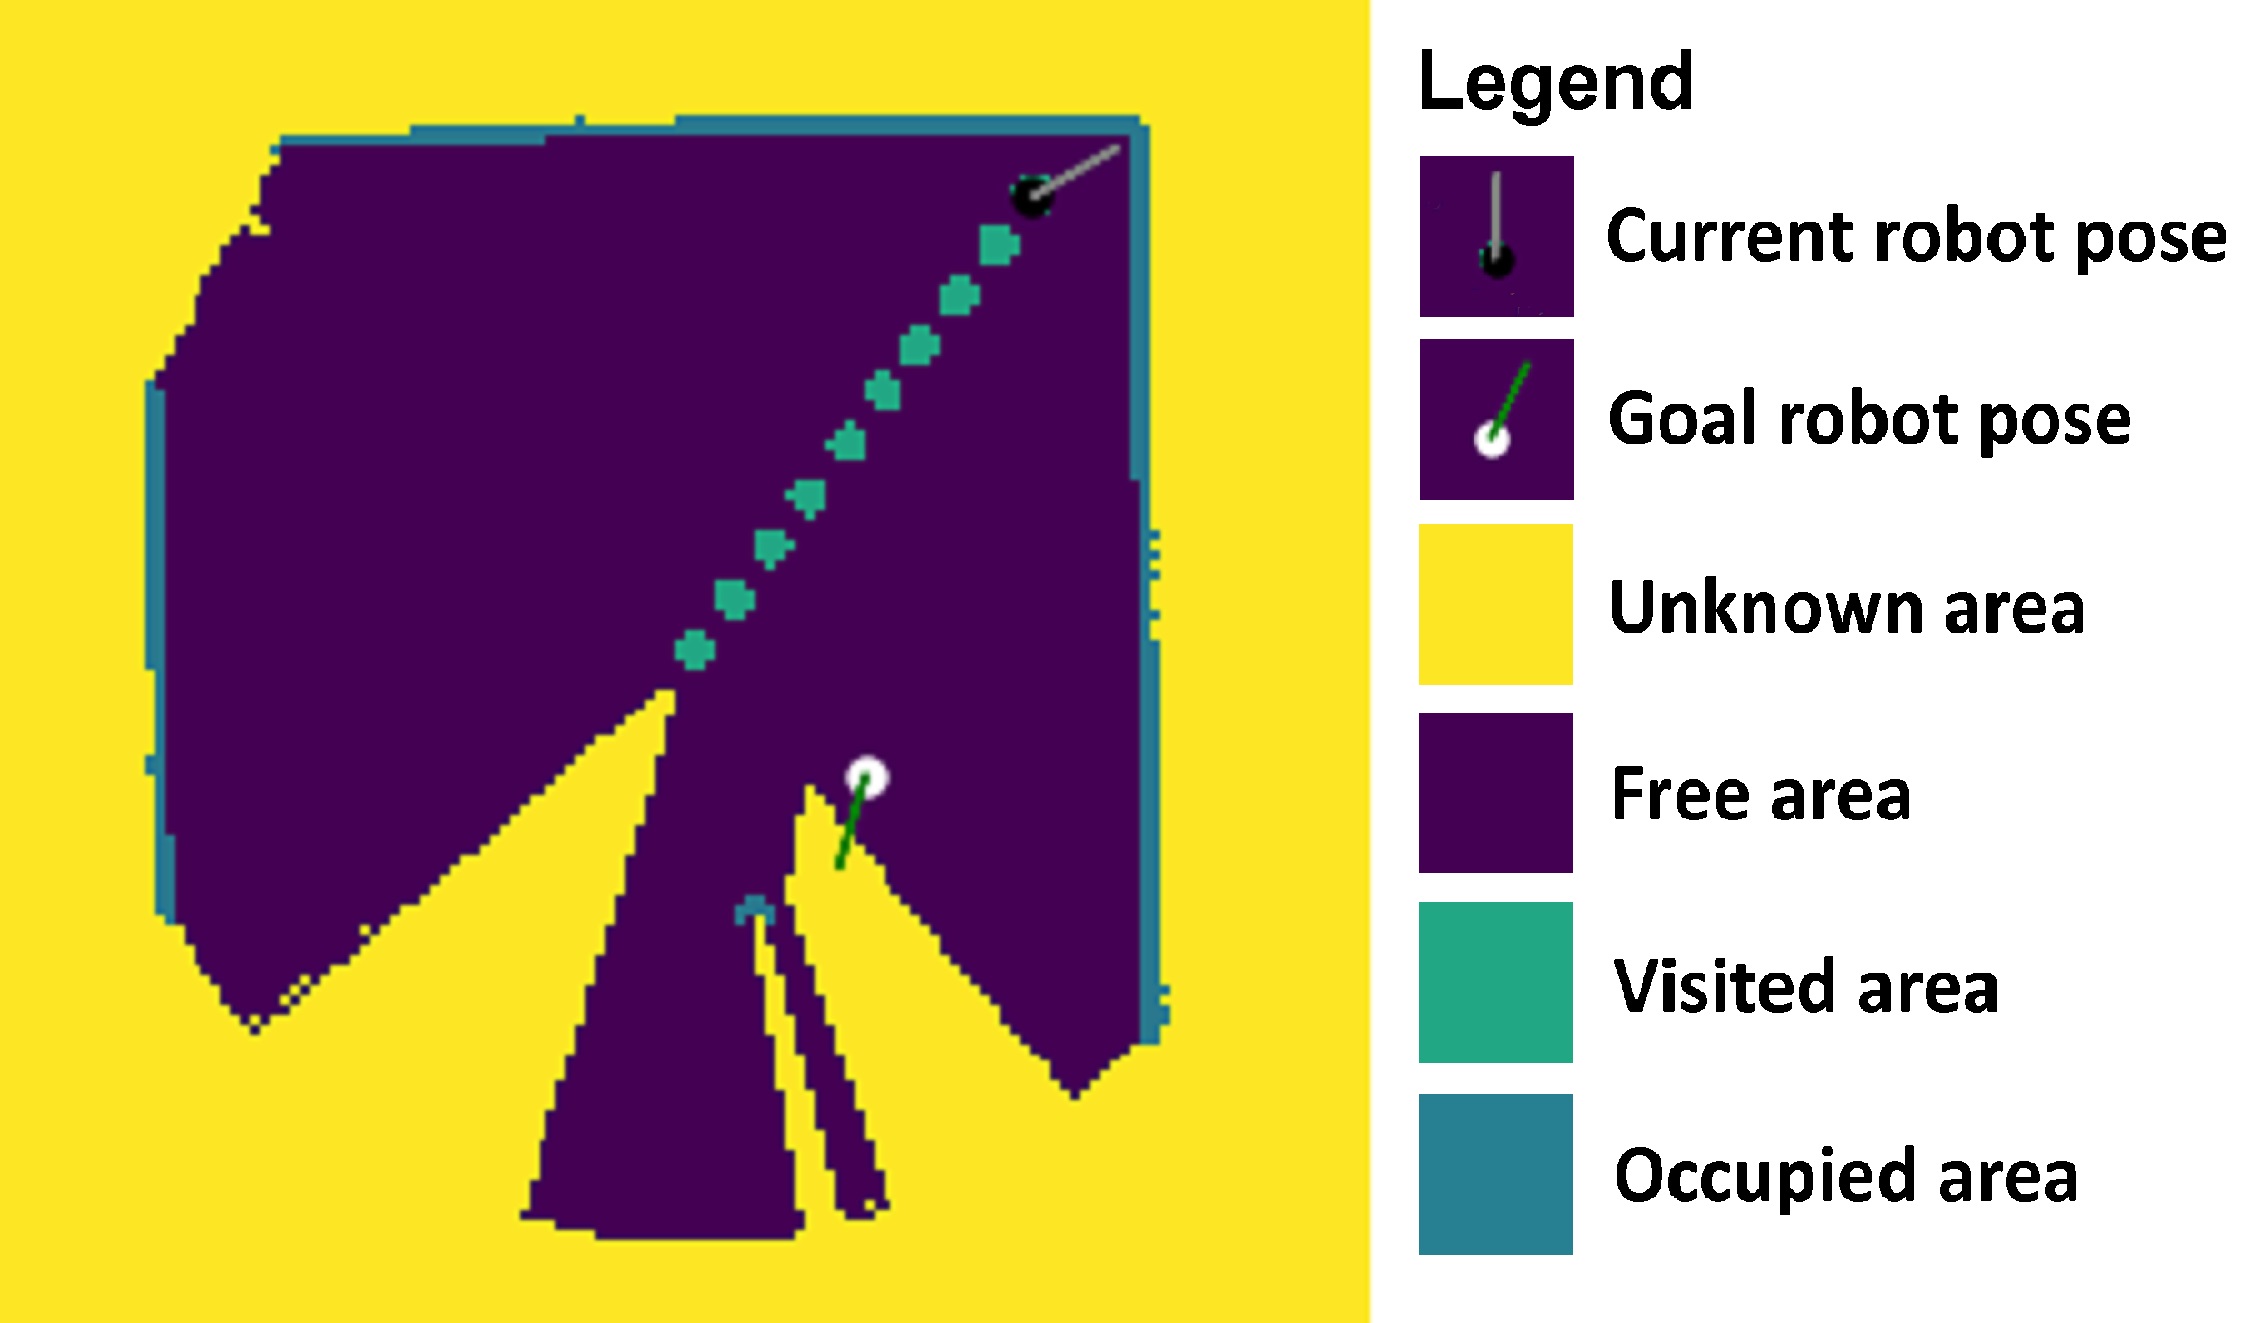 Legend
Current robot pose
Goal robot pose
Unknown area
Free area
Visited area
Occupied area